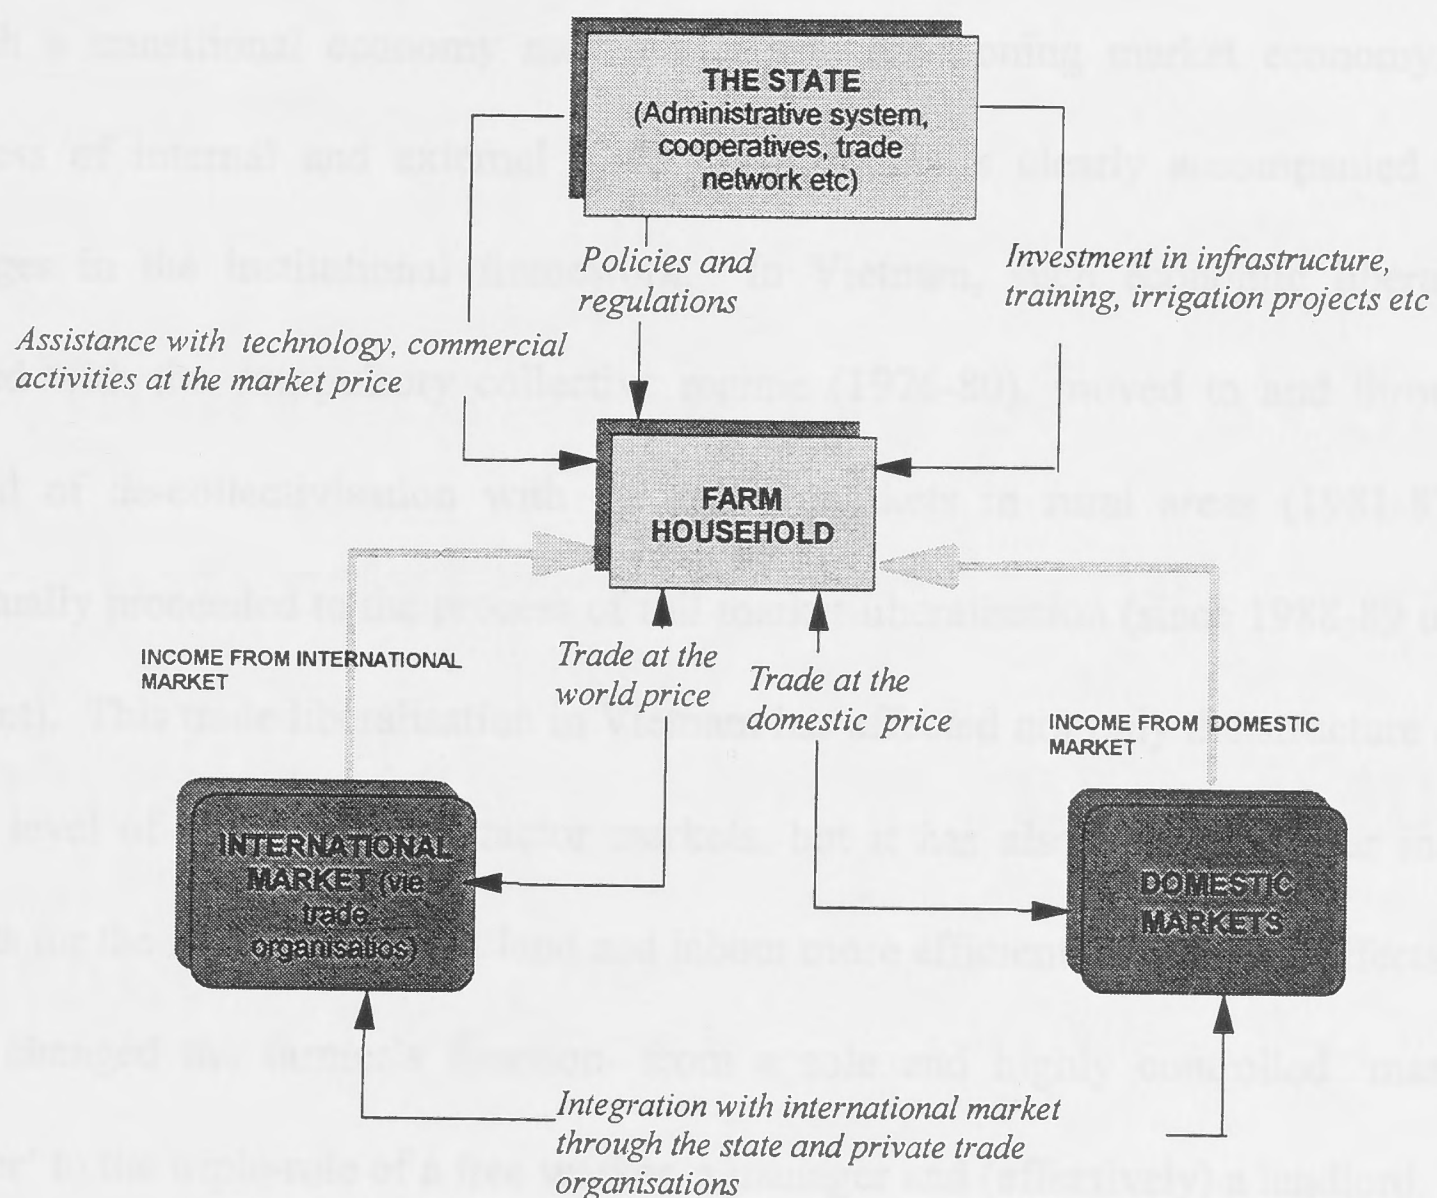 THE STATE
(Administrative system,
cooperatives, trade
network etc)
Policies and
regulations
Investment in infrastructure,
training, irrigation projects etc
Assistance with technology, commercial
activities at the market price
FARM
HOUSEHOLD
INCOME FROM INTERNATIONAL
MARKET
Trade at the
world price
Trade at the
domestic price
INCOME FROM DOMESTIC
MARKET
INTERNATIONAL
MARKET (vie
trade
organisatios)
DOMESTIC
MARKETS
Integration with international market
through the state and private trade
organisations